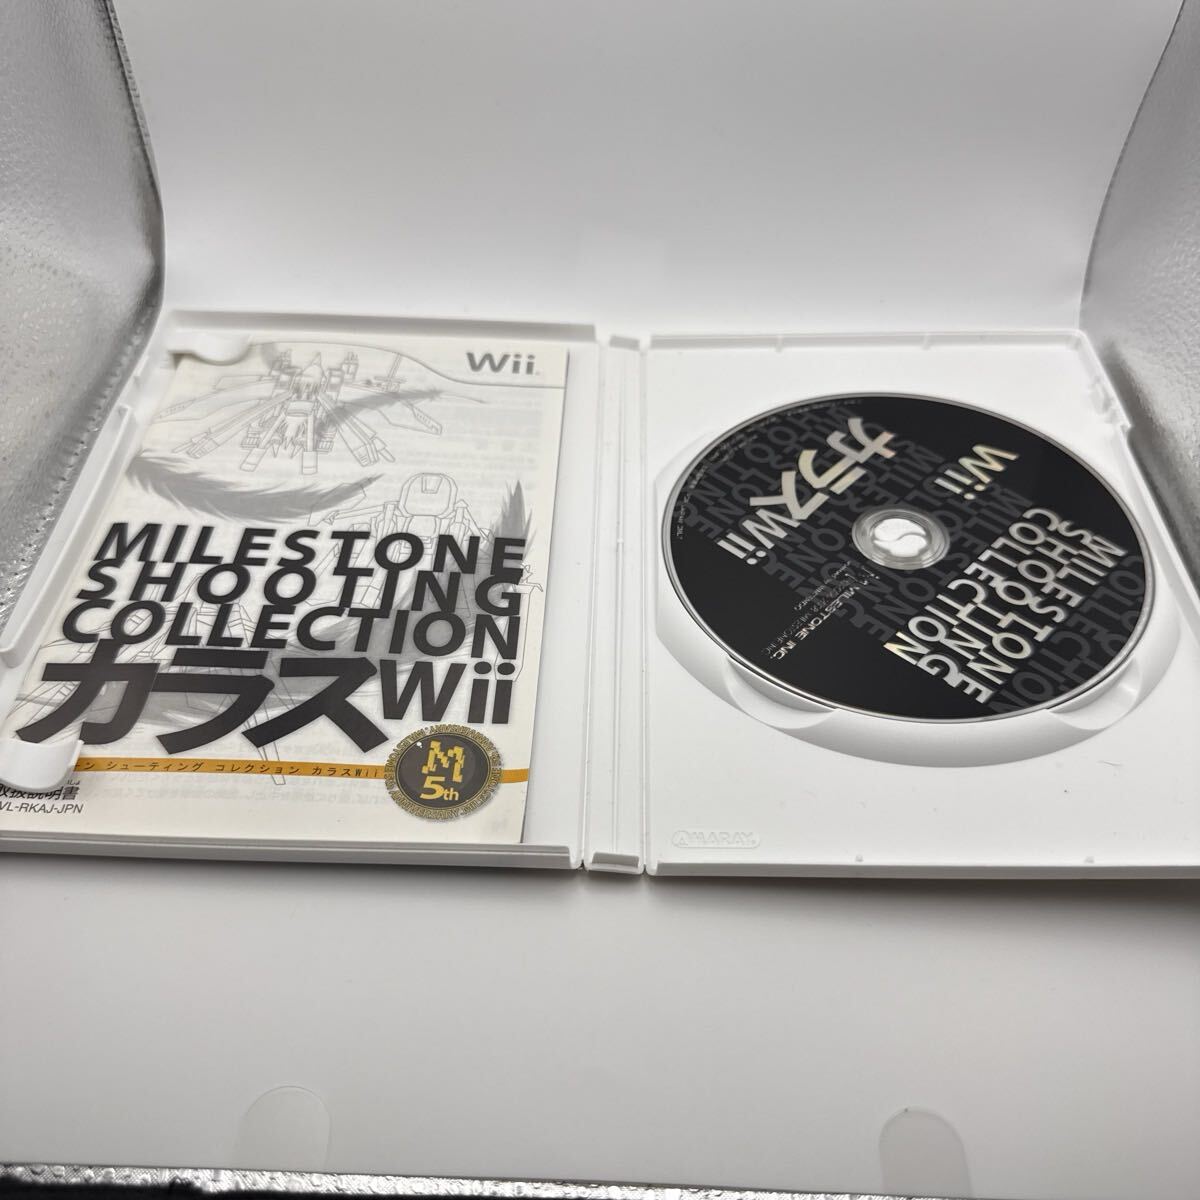 Wii
MILESTONE
SHOOTING
COLLECTION
カラスWii
ーン シューティング コレクション カラスWii
M
5th
取扱説明書
VL-RKAJ-JPN
カラスWii
Wii
MILESTONE
SHOOTING
COLLECTION
MILESTONE INC.
AMARAY